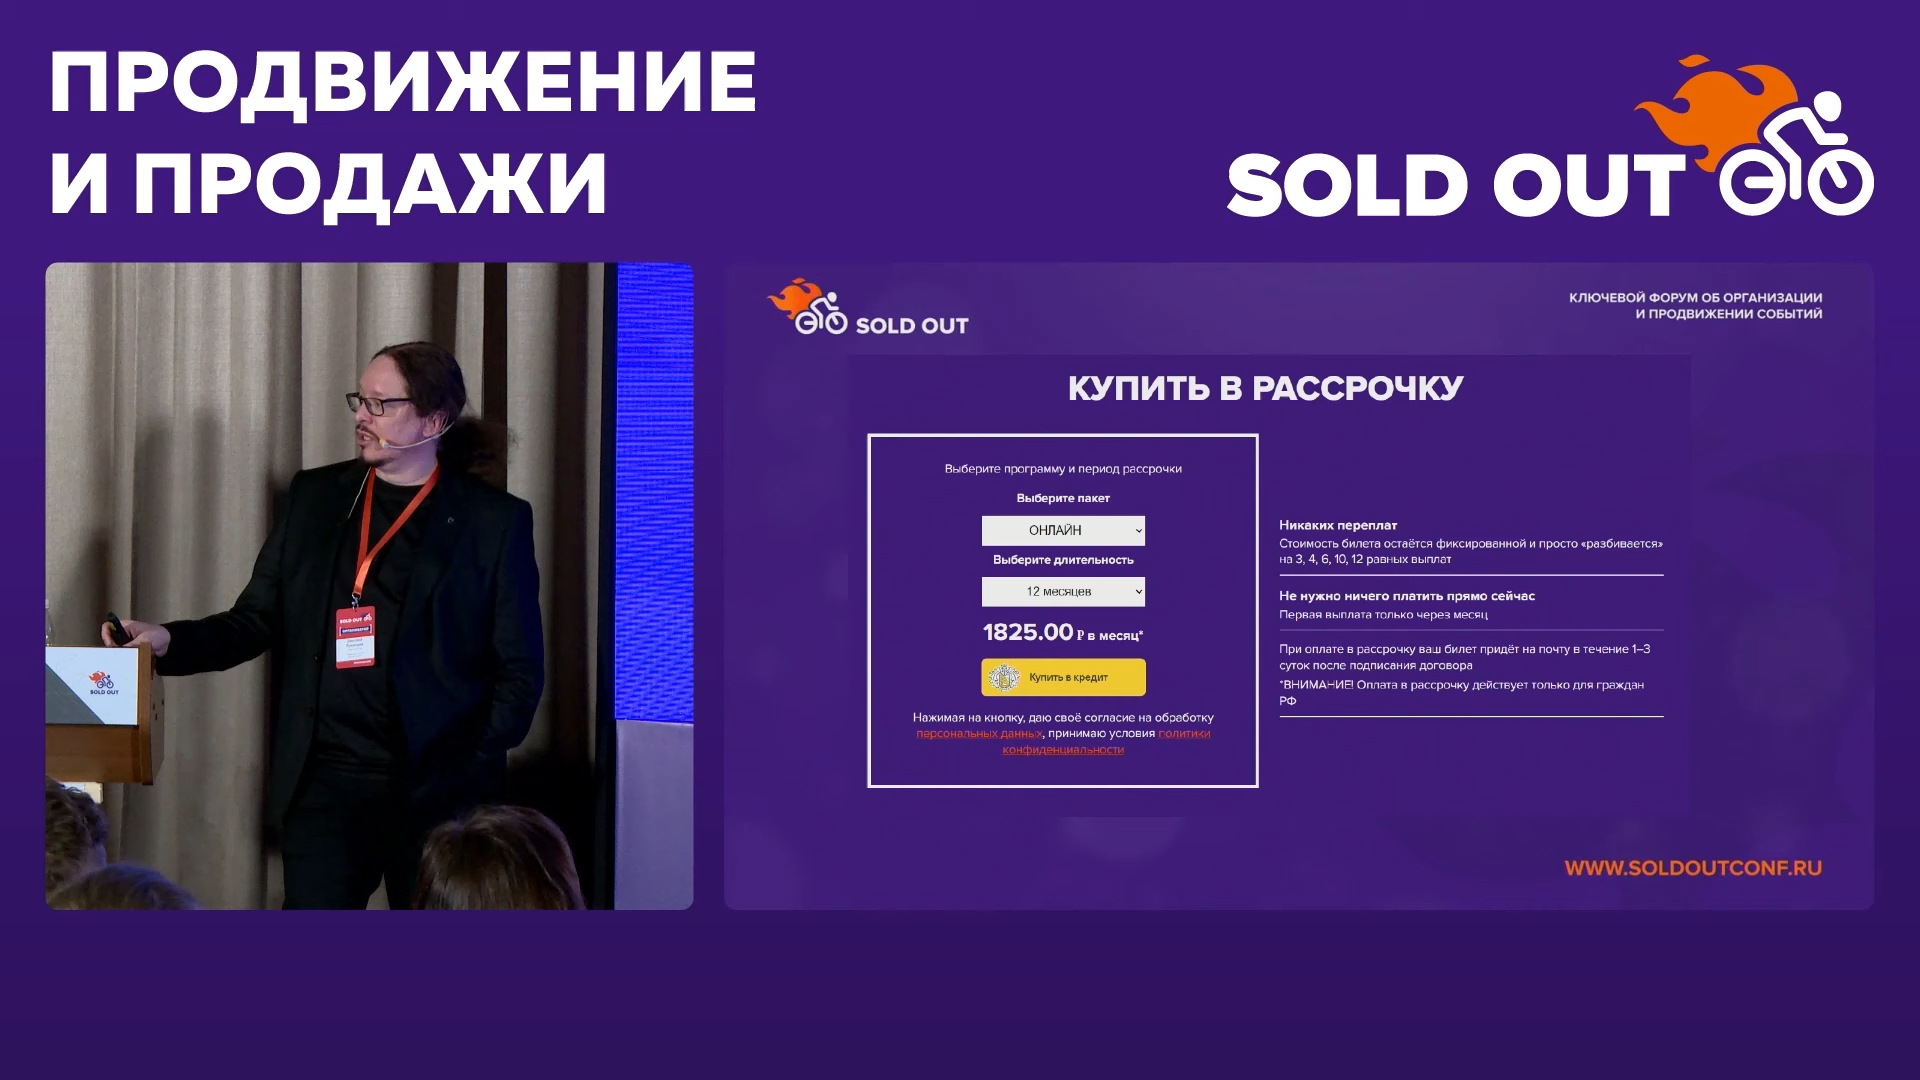 ПРОДВИЖЕНИЕ
И ПРОДАЖИ
SOLD OUT
SOLD OUT
SOLD OUT
SOLD OUT
КЛЮЧЕВОЙ ФОРУМ ОБ ОРГАНИЗАЦИИ
И ПРОДВИЖЕНИИ СОБЫТИЙ
КУПИТЬ В РАССРОЧКУ
Выберите программу и период рассрочки
Выберите пакет
ОНЛАЙН
Выберите длительность
12 месяцев
1825.00 Р в месяц*
Купить в кредит
Нажимая на кнопку, даю своё согласие на обработку
персональных данных, принимаю условия политики
конфиденциальности
Никаких переплат
Стоимость билета остаётся фиксированной и просто «разбивается»
на 3, 4, 6, 10, 12 равных выплат
Не нужно ничего платить прямо сейчас
Первая выплата только через месяц
При оплате в рассрочку ваш билет придёт на почту в течение 1–3
суток после подписания договора
*ВНИМАНИЕ! Оплата в рассрочку действует только для граждан
РФ
WWW.SOLDOUTCONF.RU